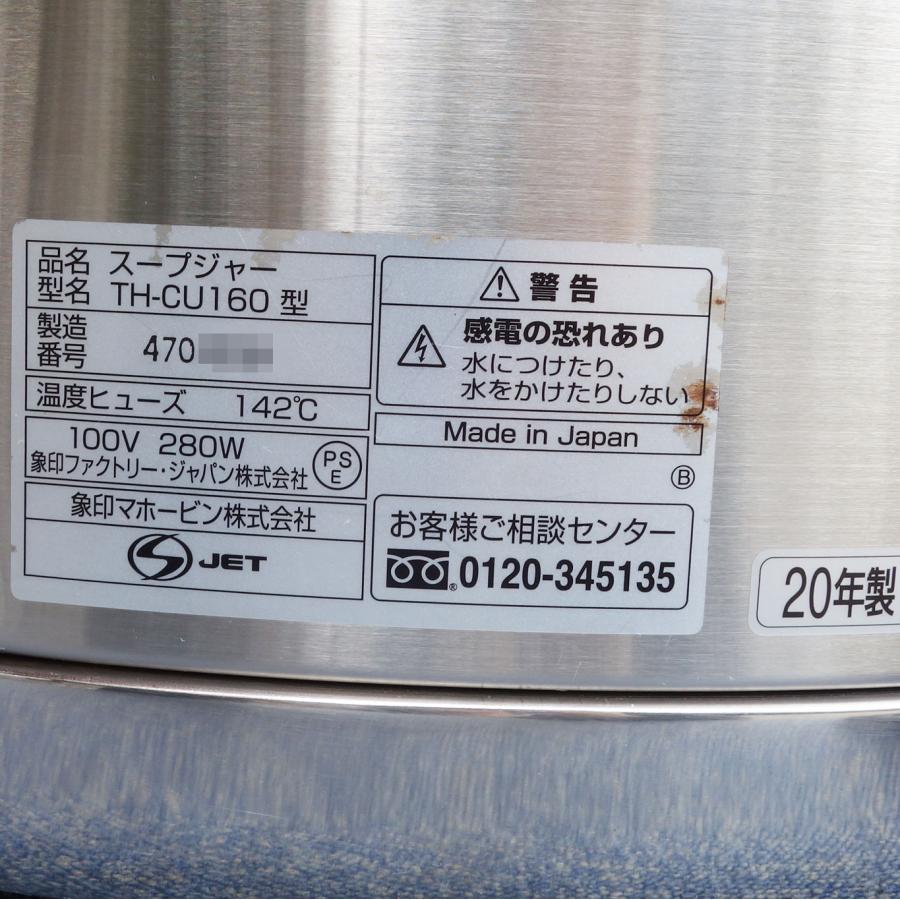 品名 スープジャー
型名 TH-CU160 型
製造
番号 470
温度ヒューズ 142℃
100V 280W
象印ファクトリー・ジャパン株式会社
PS
E
象印マホービン株式会社
S JET
警告
感電の恐れあり
水につけたり、
水をかけたりしない
Made in Japan
Ⓑ
お客様ご相談センター
® 0120-345135
20年製